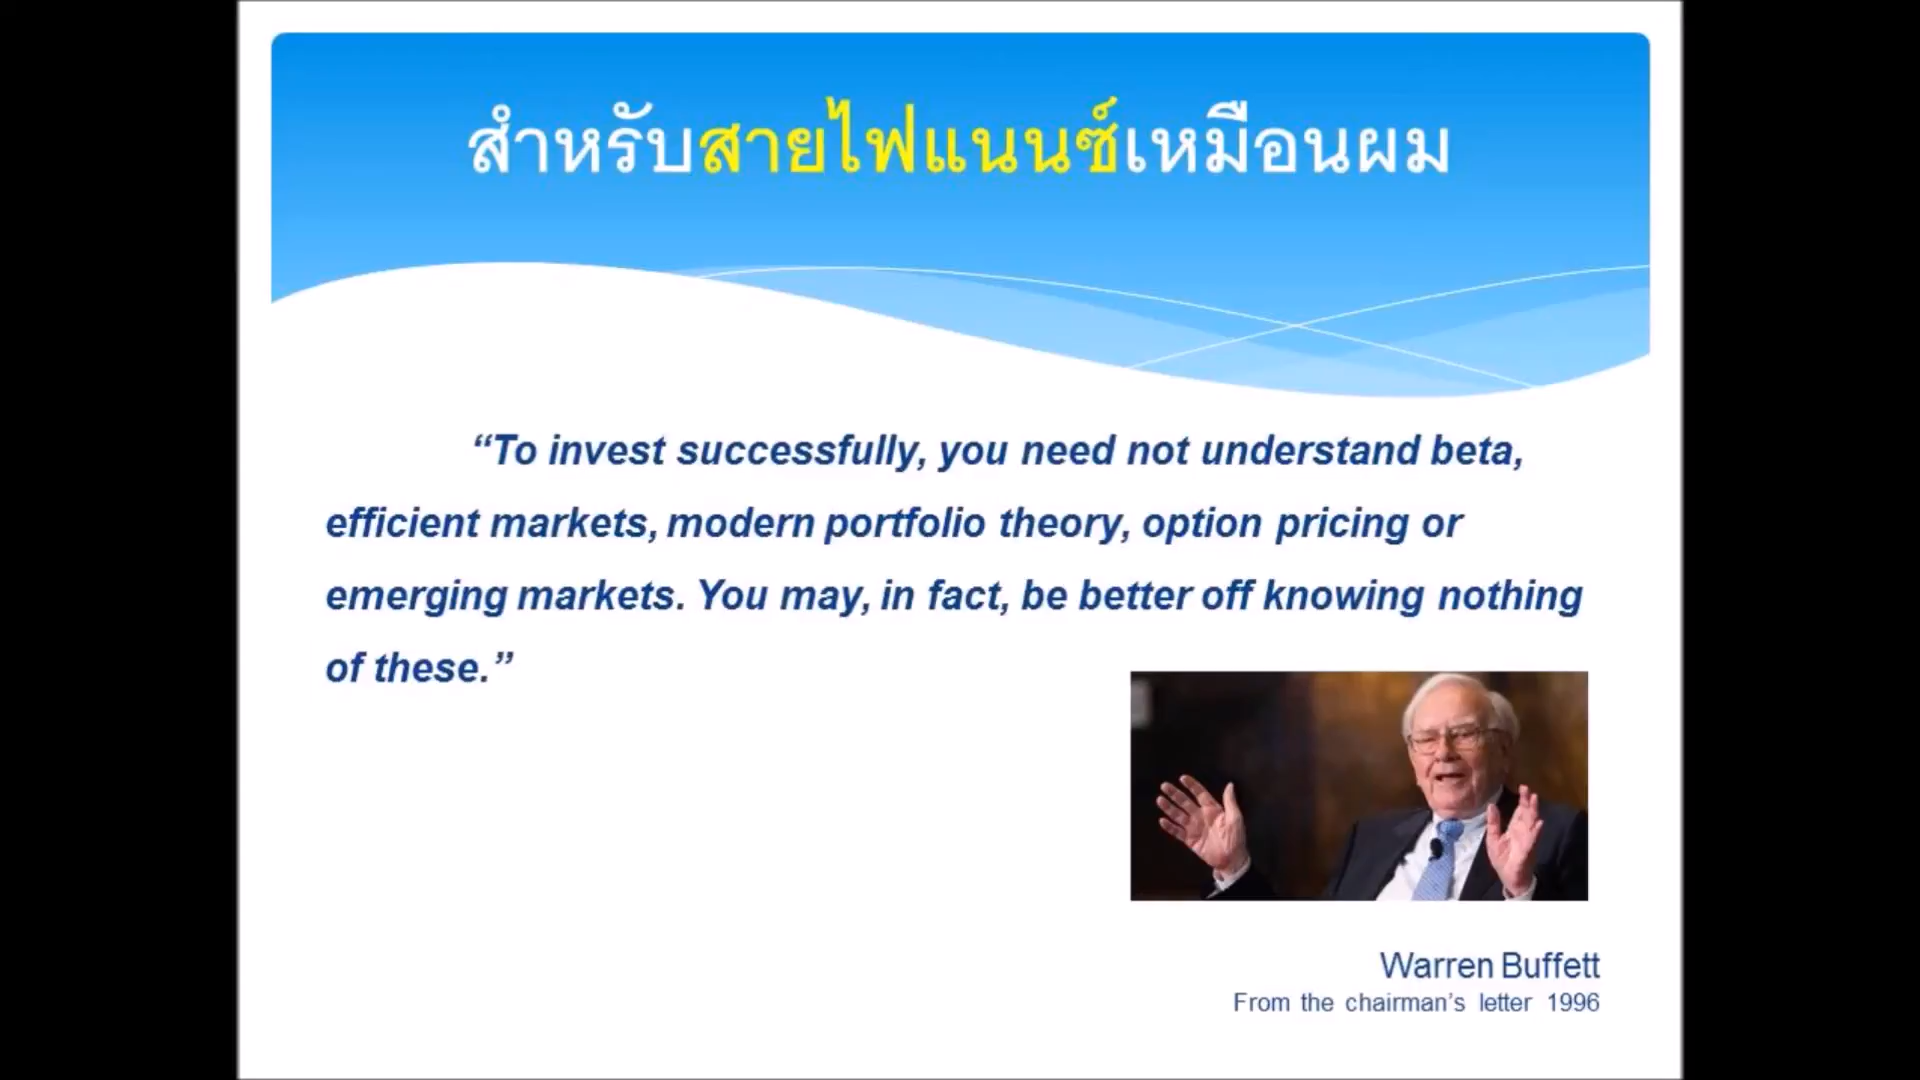 สำหรับสายไฟแนนซ์เหมือนผม
“To invest successfully, you need not understand beta,
efficient markets, modern portfolio theory, option pricing or
emerging markets. You may, in fact, be better off knowing nothing
of these.”
Warren Buffett
From the chairman’s letter 1996